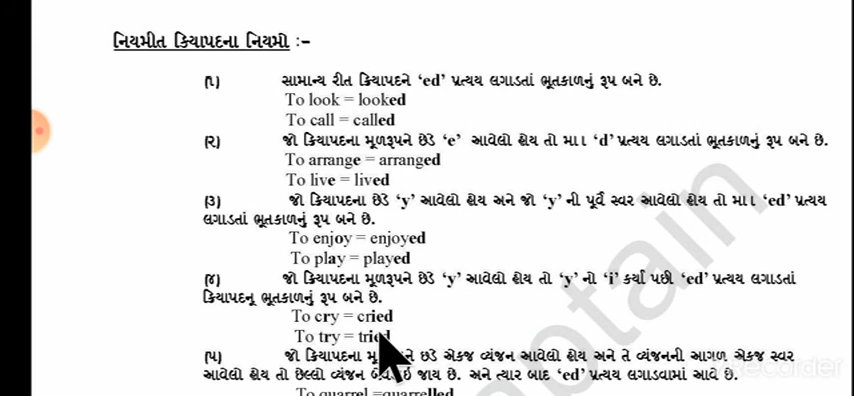 નિયમીત ક્રિયાપદના નિયમો :-
(૧) સામાન્ય રીત ક્રિયાપદને ‘ed’ પ્રત્યય લગાડતાં ભૂતકાળનું રૂપ બને છે.
To look = looked
To call = called
(૨) જો ક્રિયાપદના મૂળરૂપને છેડે ‘e’ આવેલો હોય તો મા। ‘d’ પ્રત્યય લગાડતાં ભૂતકાળનું રૂપ બને છે.
To arrange = arranged
To live = lived
(૩) જો ક્રિયાપદના છેડે ‘y’ આવેલો હોય અને જો ‘y’ ની પૂર્વે સ્વર આવેલો હોય તો મા। ‘ed’ પ્રત્યય
લગાડતાં ભૂતકાળનું રૂપ બને છે.
To enjoy = enjoyed
To play = played
(૪) જો ક્રિયાપદના મૂળરૂપને છેડે ‘y’ આવેલો હોય તો ‘y’ નો ‘i’ કર્યા પછી ‘ed’ પ્રત્યય લગાડતાં
ક્રિયાપદનૂ ભૂતકાળનું રૂપ બને છે.
To cry = cried
To try = tried
(૫) જો ક્રિયાપદના છડે એકજ વ્યંજન આવેલો હોય અને તે વ્યંજનની આગળ એકજ સ્વર
આવેલો હોય તો છેલ્લો વ્યંજન જાય છે. અને ત્યાર બાદ ‘ed’ પ્રત્યય લગાડવામાં આવે છે.
To quarrel =quarrelled